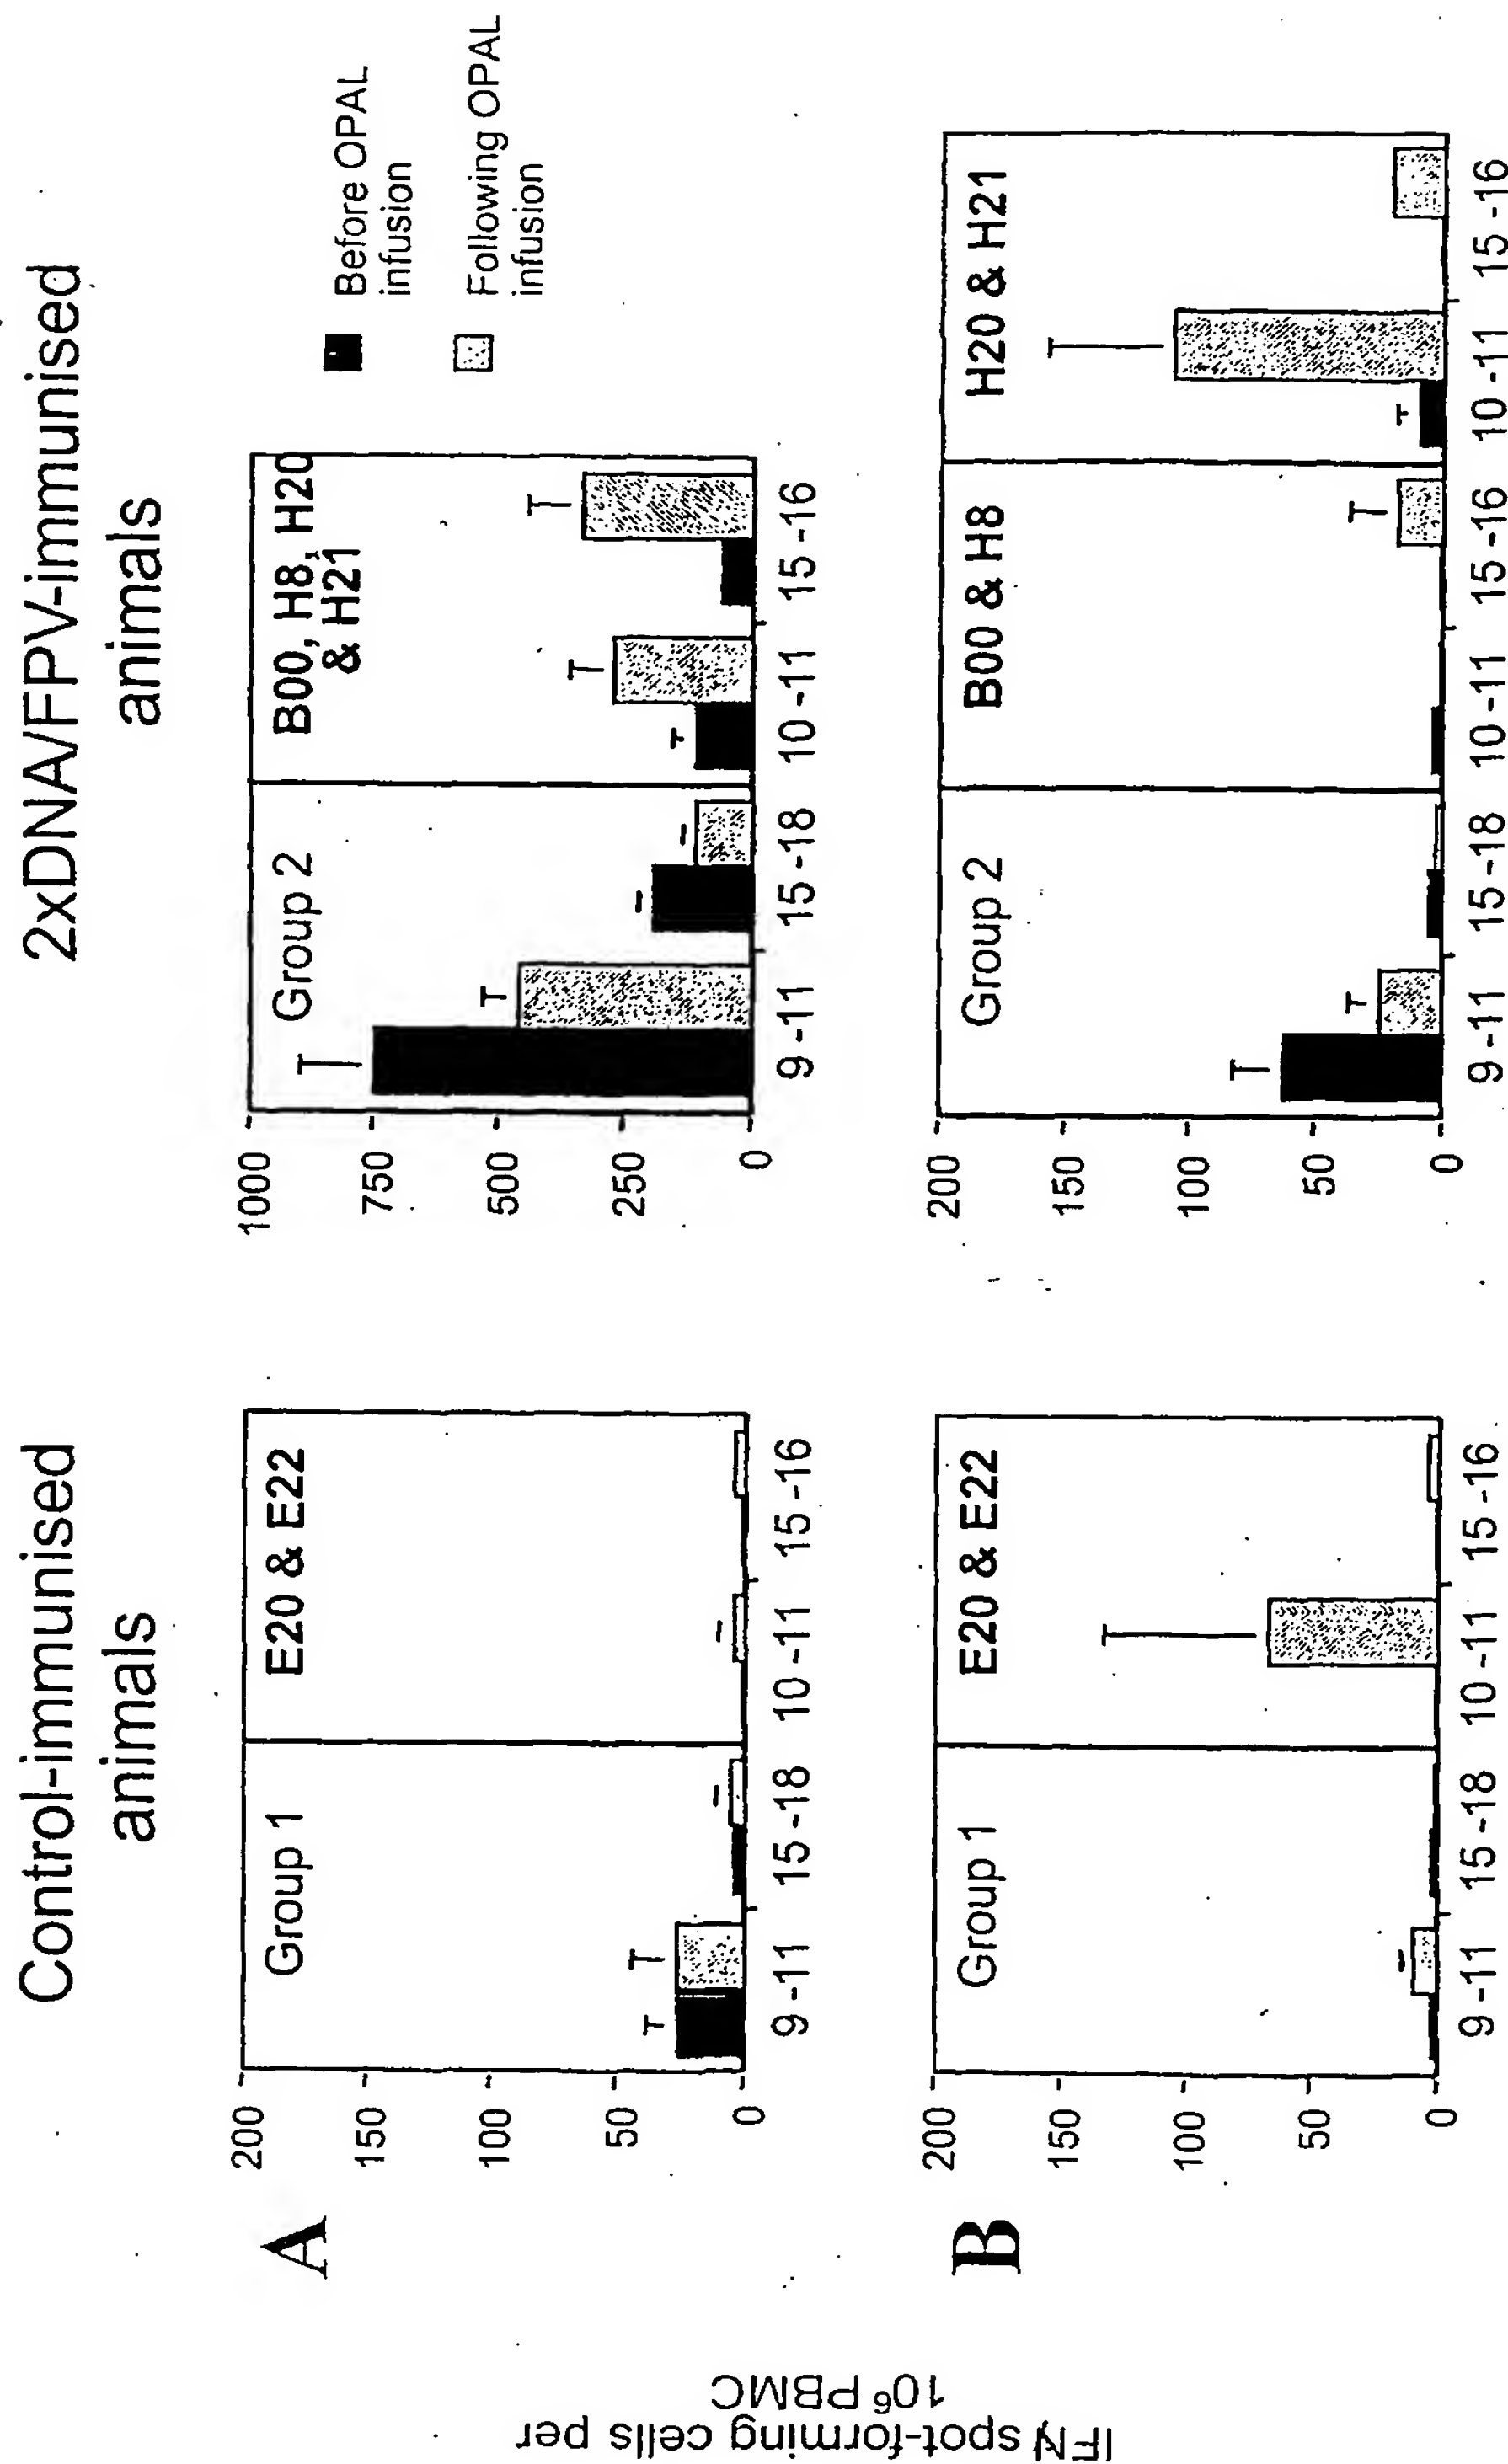 Control-immunised
animals
2xDNA/FPV-immunised
animals
Before OPAL
infusion
Following OPAL
infusion
A
200
150
100
50
0
Group 1
E20 & E22
9 -11
15 -18
10 -11
15 -16
1000
750
500
250
0
Group 2
B00, H8, H20
& H21
9 -11
15 -18
10 -11
15 -16
B
200
150
100
50
0
Group 1
E20 & E22
9 -11
15 -18
10 -11
15 -16
200
150
100
50
0
Group 2
B00 & H8
H20 & H21
9 -11
15 -18
10 -11
15 -16
10 -11
15 -16
IFNγ spot-forming cells per
10⁶ PBMC